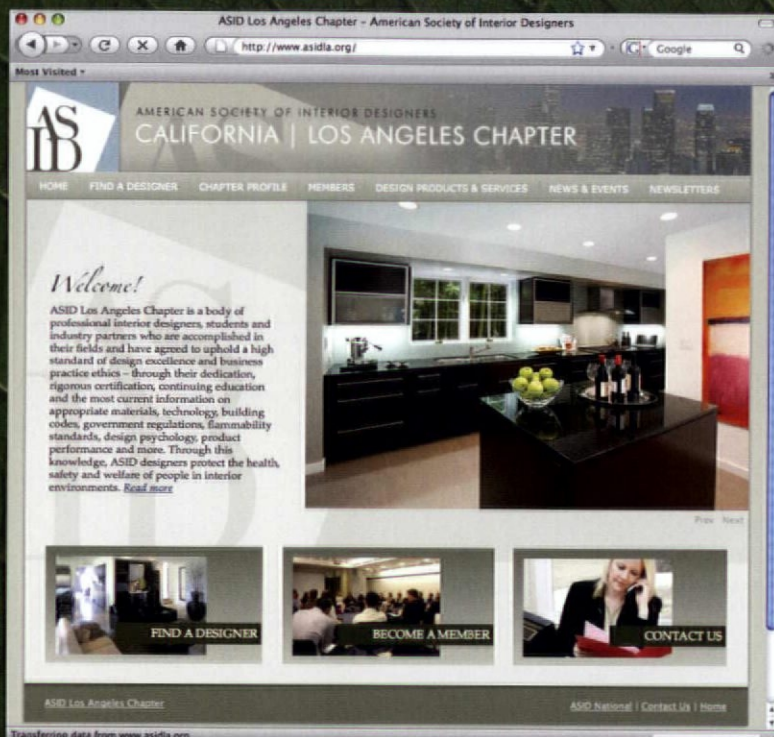 ASID Los Angeles Chapter – American Society of Interior Designers
http://www.asidla.org/
Google
Most Visited
AS
ID
AMERICAN SOCIETY OF INTERIOR DESIGNERS
CALIFORNIA | LOS ANGELES CHAPTER
HOME FIND A DESIGNER CHAPTER PROFILE MEMBERS DESIGN PRODUCTS & SERVICES NEWS & EVENTS NEWSLETTERS
Welcome!
ASID Los Angeles Chapter is a body of
professional interior designers, students and
industry partners who are accomplished in
their fields and have agreed to uphold a high
standard of design excellence and business
practice ethics – through their dedication,
rigorous certification, continuing education
and the most current information on
appropriate materials, technology, building
codes, government regulations, flammability
standards, design psychology, product
performance and more. Through this
knowledge, ASID designers protect the health,
safety and welfare of people in interior
environments. Read more
Prev Next
FIND A DESIGNER
BECOME A MEMBER
CONTACT US
ASID Los Angeles Chapter
ASID National | Contact Us | Home
Transferring data from www.asidla.org